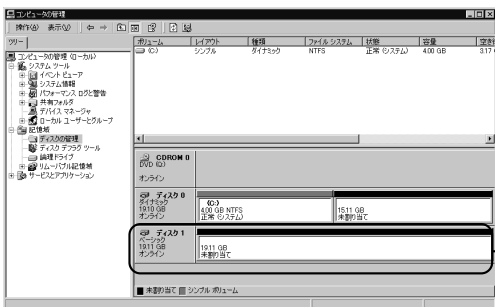 コンピュータの管理
操作(A) 表示(V)
ツリー
コンピュータの管理 (ローカル)
システム ツール
イベント ビューア
システム情報
パフォーマンス ログと警告
共有フォルダ
デバイス マネージャ
ローカル ユーザーとグループ
記憶域
ディスクの管理
ディスク デフラグ ツール
論理ドライブ
リムーバブル記憶域
サービスとアプリケーション
ボリューム レイアウト 種類 ファイル システム 状態 容量
(C:) シンプル ダイナミック NTFS 正常 (システム) 4.00 GB 3.17
CDROM 0
DVD (Q:)
オンライン
ディスク 0
ダイナミック
19.10 GB
オンライン
(C:)
4.00 GB NTFS
正常 (システム)
15.11 GB
未割り当て
ディスク 1
ベーシック
19.11 GB
オンライン
19.11 GB
未割り当て
未割り当て シンプル ボリューム